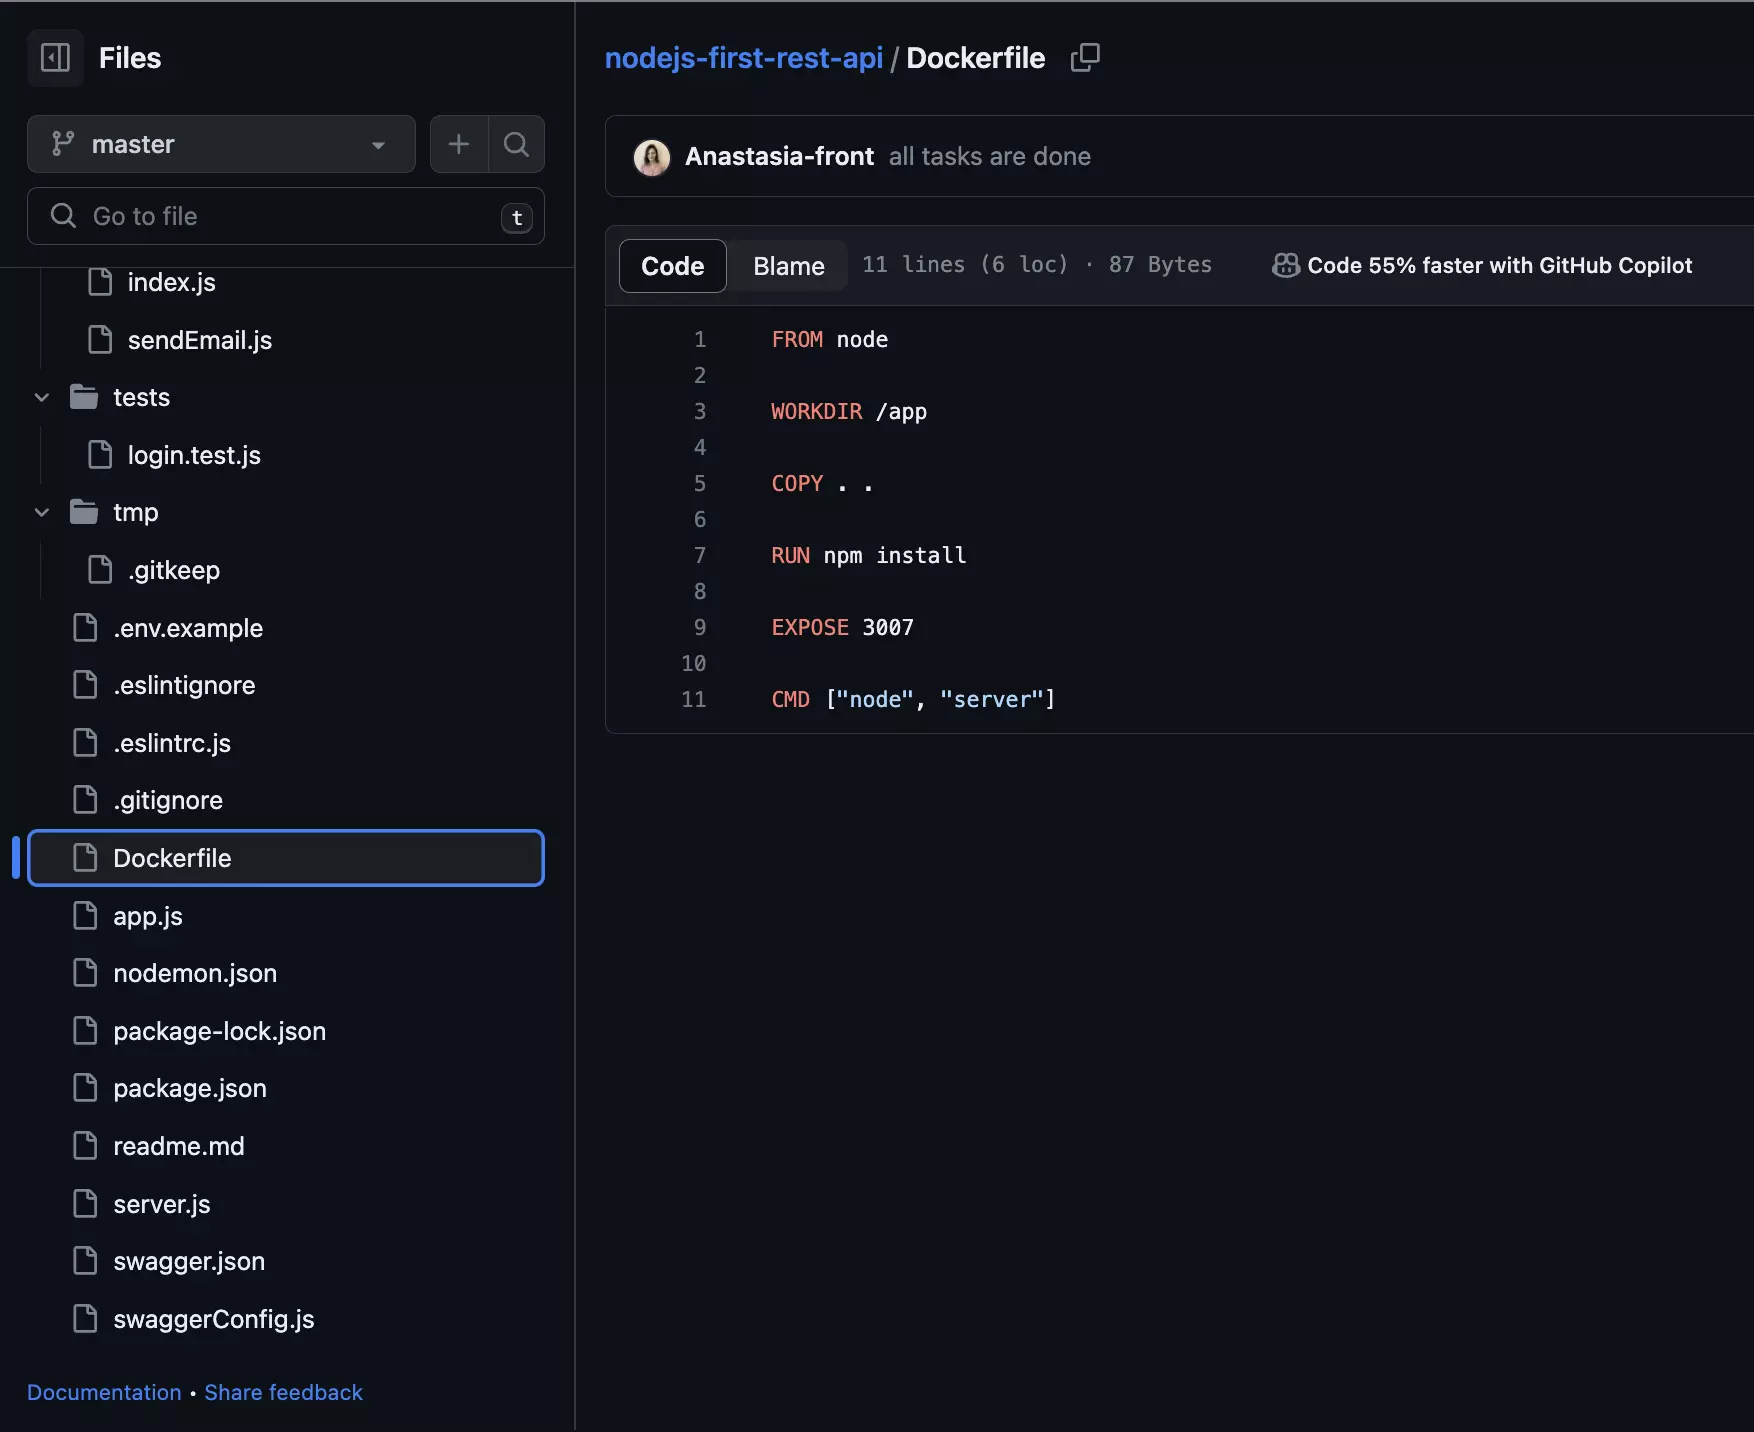 Files
master
Go to file
t
index.js
sendEmail.js
tests
login.test.js
tmp
.gitkeep
.env.example
.eslintignore
.eslintrc.js
.gitignore
Dockerfile
app.js
nodemon.json
package-lock.json
package.json
readme.md
server.js
swagger.json
swaggerConfig.js
Documentation • Share feedback
nodejs-first-rest-api / Dockerfile
Anastasia-front all tasks are done
Code Blame 11 lines (6 loc) · 87 Bytes Code 55% faster with GitHub Copilot
1 FROM node
2
3 WORKDIR /app
4
5 COPY . .
6
7 RUN npm install
8
9 EXPOSE 3007
10
11 CMD ["node", "server"]